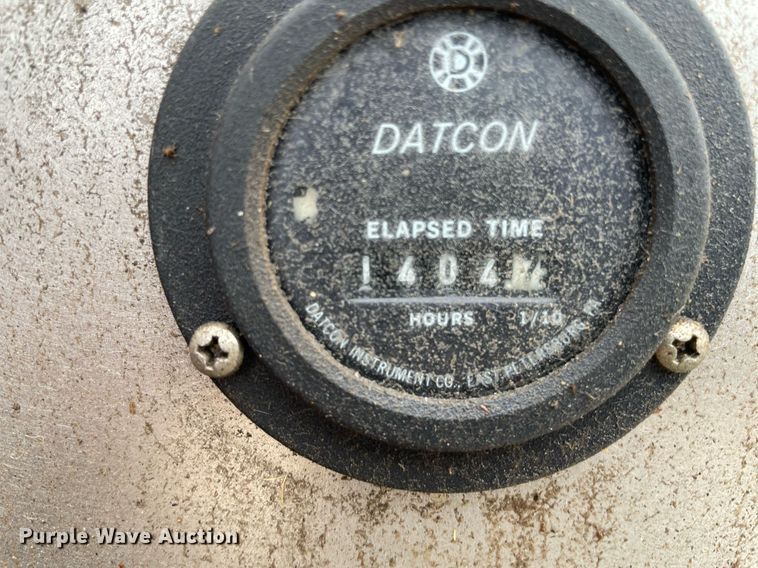 D
DATCON
ELAPSED TIME
1404
HOURS 1/10
DATCON INSTRUMENT CO., EAST PETERSBURG, PA
Purple Wave Auction